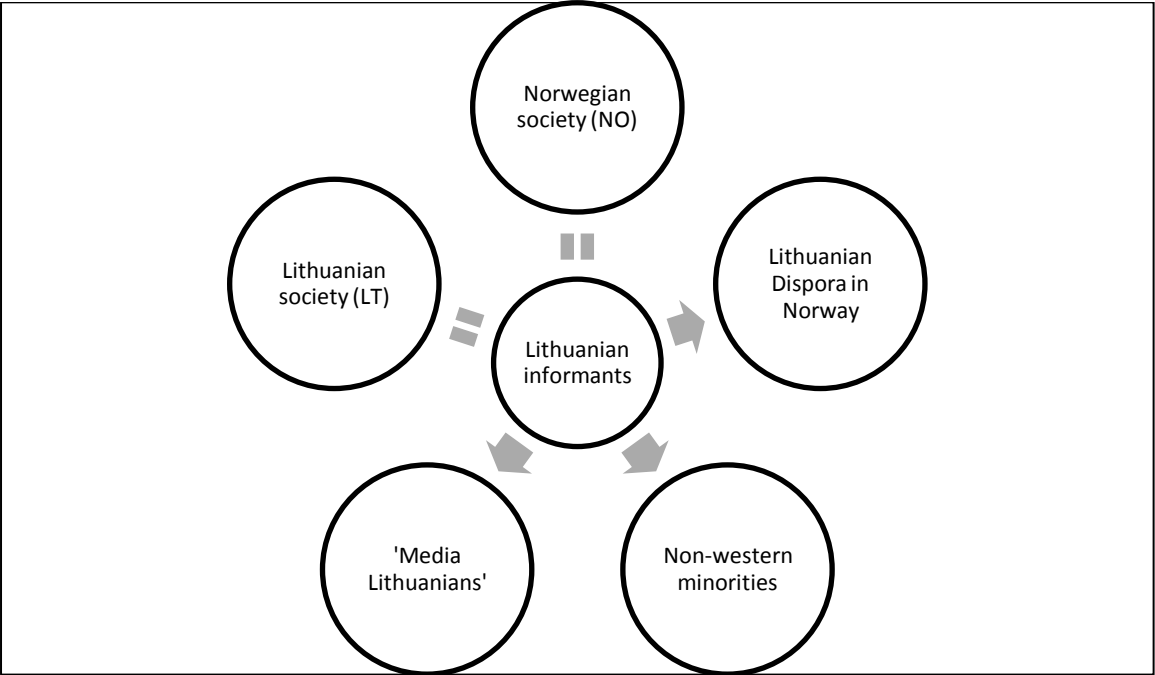 Norwegian
society (NO)
Lithuanian
society (LT)
Lithuanian
Dispora in
Norway
Lithuanian
informants
'Media
Lithuanians'
Non-western
minorities